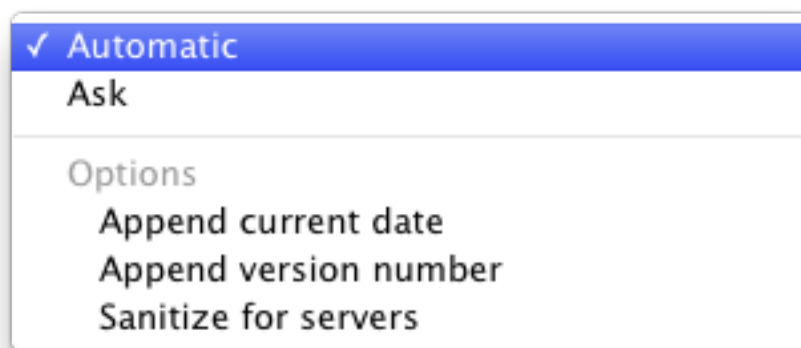 ✓ Automatic
Ask
Options
Append current date
Append version number
Sanitize for servers